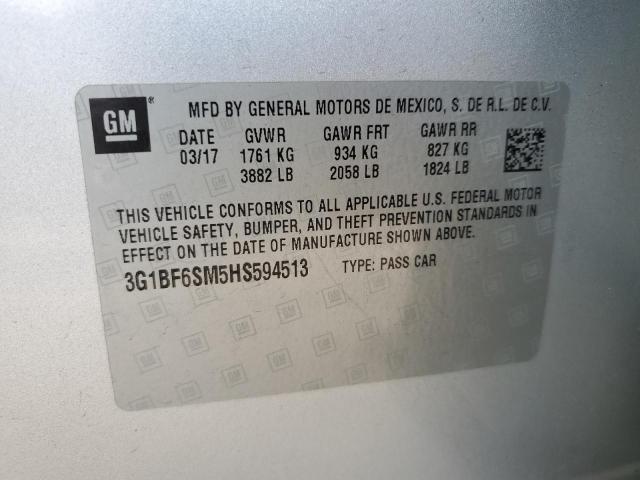 GM ® MFD BY GENERAL MOTORS DE MEXICO, S. DE R.L. DE C.V.
DATE GVWR GAWR FRT GAWR RR
03/17 1761 KG 934 KG 827 KG
3882 LB 2058 LB 1824 LB
THIS VEHICLE CONFORMS TO ALL APPLICABLE U.S. FEDERAL MOTOR
VEHICLE SAFETY, BUMPER, AND THEFT PREVENTION STANDARDS IN
EFFECT ON THE DATE OF MANUFACTURE SHOWN ABOVE.
3G1BF6SM5HS594513 TYPE: PASS CAR